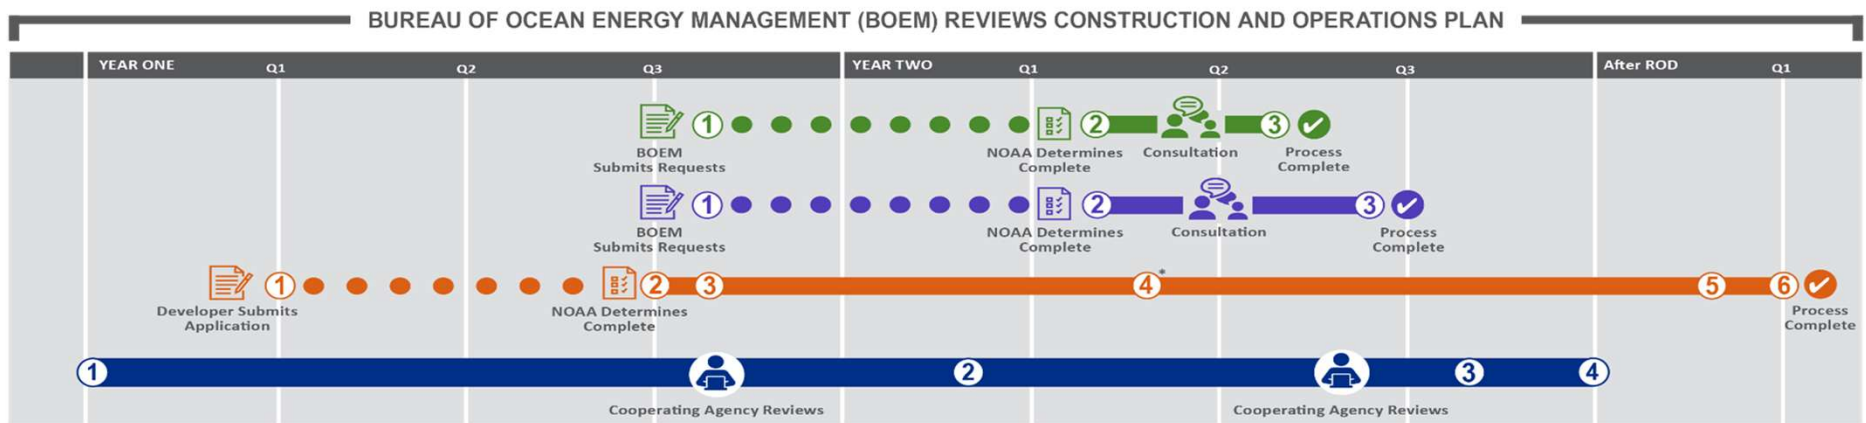 BUREAU OF OCEAN ENERGY MANAGEMENT (BOEM) REVIEWS CONSTRUCTION AND OPERATIONS PLAN
YEAR ONE Q1 Q2 Q3 YEAR TWO Q1 Q2 Q3 After ROD Q1
1 2 3
BOEM
Submits Requests
NOAA Determines
Complete
Consultation
Process
Complete
1 2 3
BOEM
Submits Requests
NOAA Determines
Complete
Consultation
Process
Complete
1 2 3 4* 5 6
Developer Submits
Application
NOAA Determines
Complete
Process
Complete
1 2 3 4
Cooperating Agency Reviews
Cooperating Agency Reviews